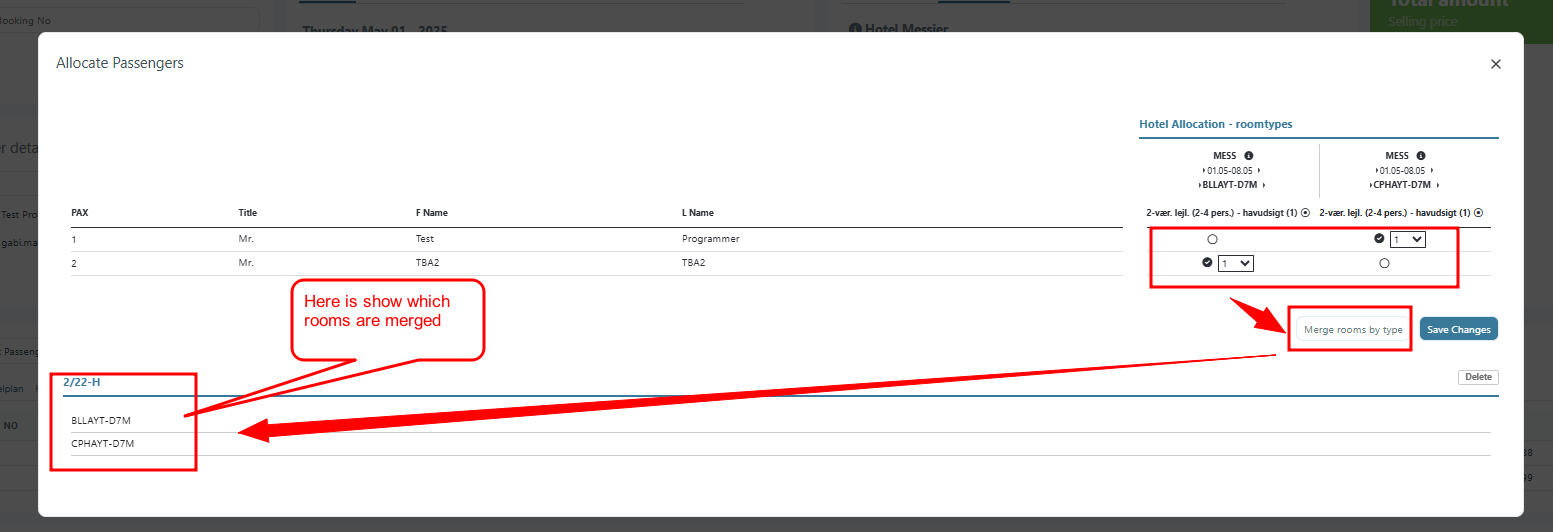 Booking No
Thursday May 01, 2025
Hotel Messier
Total amount
Selling price
Allocate Passengers
Hotel Allocation - roomtypes
MESS
MESS
01.05-08.05
01.05-08.05
BLLAYT-D7M
CPHAYT-D7M
PAX Title F Name L Name
2-vær. lejl. (2-4 pers.) - havudsigt (1)
2-vær. lejl. (2-4 pers.) - havudsigt (1)
1 Mr. Test Programmer
1
2 Mr. TBA2 TBA2
1
er deta
Test Pro
gabi.ma
Here is show which
rooms are merged
Merge rooms by type
Save Changes
Passeng
elplan
2/22-H
Delete
BLLAYT-D7M
NO
CPHAYT-D7M